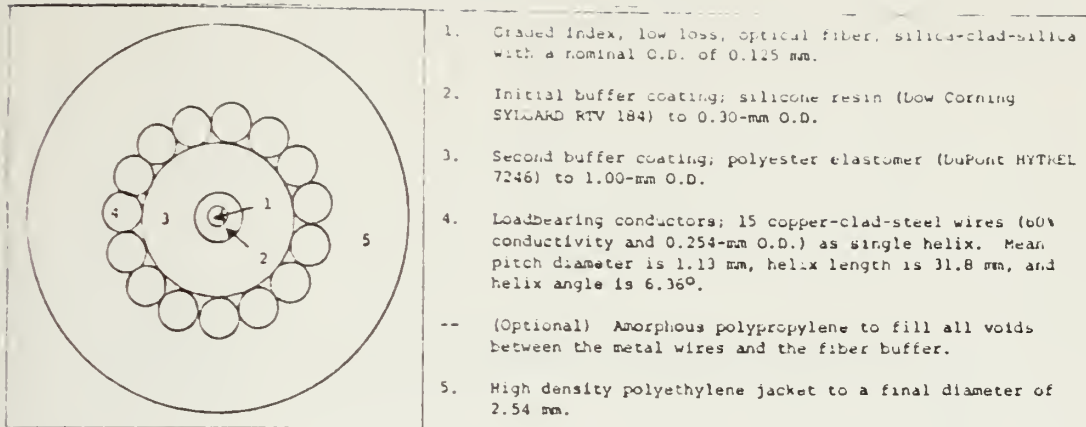 1. Graded index, low loss, optical fiber, silica-clad-silica
with a nominal O.D. of 0.125 mm.
2. Initial buffer coating; silicone resin (Dow Corning
SYLGARD RTV 184) to 0.30-mm O.D.
3. Second buffer coating; polyester elastomer (DuPont HYTREL
7246) to 1.00-mm O.D.
4. Loadbearing conductors; 15 copper-clad-steel wires (60%
conductivity and 0.254-mm O.D.) as single helix. Mean
pitch diameter is 1.13 mm, helix length is 31.8 mm, and
helix angle is 6.36°.
-- (Optional) Amorphous polypropylene to fill all voids
between the metal wires and the fiber buffer.
5. High density polyethylene jacket to a final diameter of
2.54 mm.
1
4 3
5
2